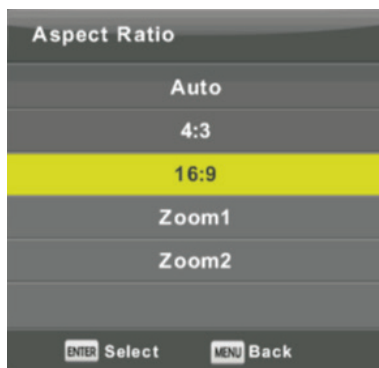 Aspect Ratio
Auto
4:3
16:9
Zoom1
Zoom2
ENTER Select MENU Back